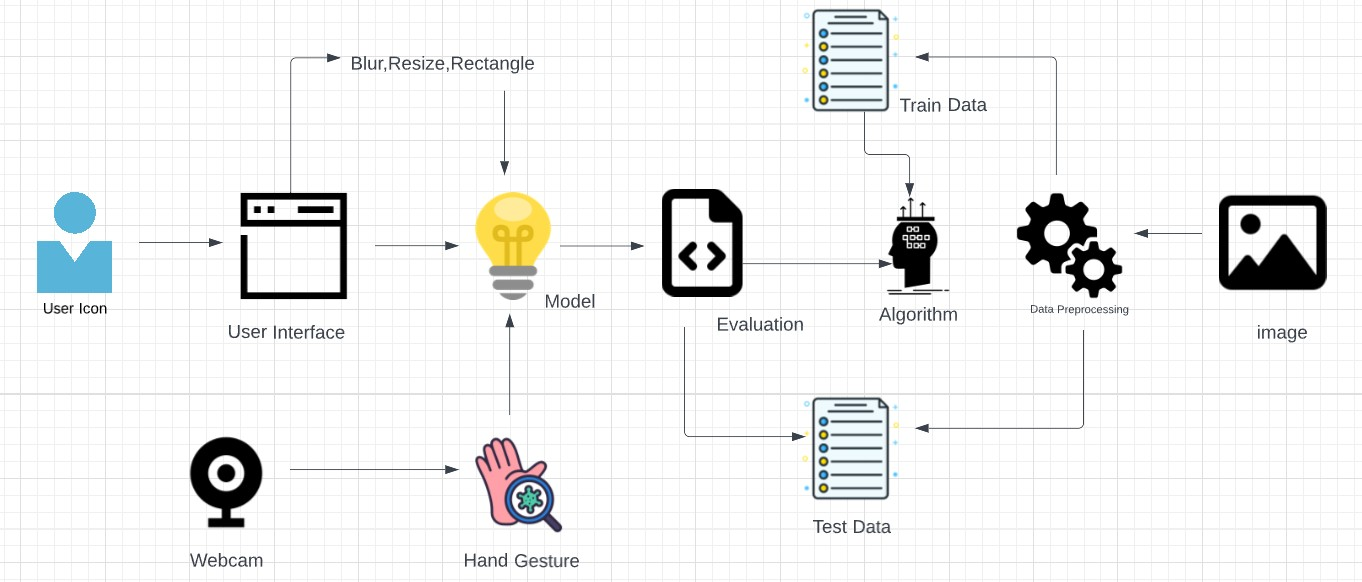 Blur,Resize,Rectangle
Train Data
User Icon
User Interface
Model
Evaluation
Algorithm
Data Preprocessing
image
Webcam
Hand Gesture
Test Data